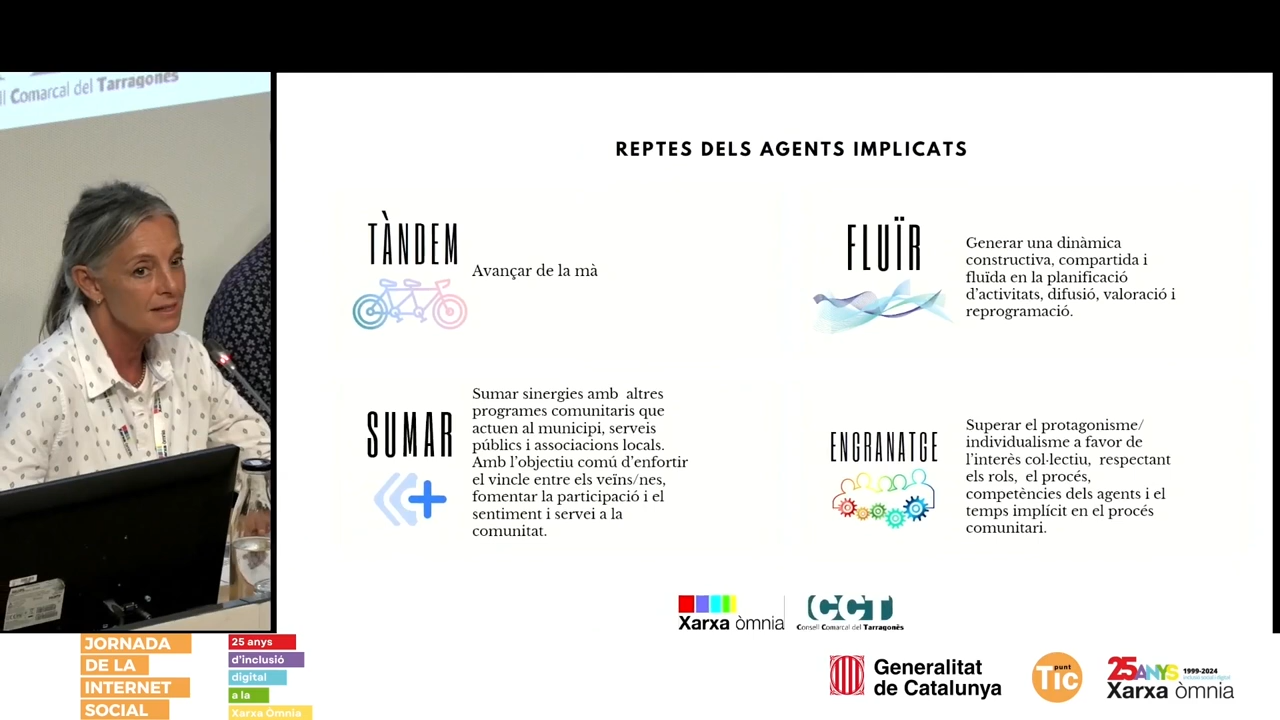 ll Comarcal del Tarragonès
REPTES DELS AGENTS IMPLICATS
TÀNDEM
Avançar de la mà
FLUÏR
Generar una dinàmica
constructiva, compartida i
fluïda en la planificació
d'activitats, difusió, valoració i
reprogramació.
SUMAR
Sumar sinergies amb altres
programes comunitaris que
actuen al municipi, serveis
públics i associacions locals.
Amb l'objectiu comú d'enfortir
el vincle entre els veïns/nes,
fomentar la participació i el
sentiment i servei a la
comunitat.
ENGRANATGE
Superar el protagonisme/
individualisme a favor de
l'interès col·lectiu, respectant
els rols, el procés,
competències dels agents i el
temps implícit en el procés
comunitari.
Xarxa òmnia
CCT
Consell Comarcal del Tarragonès
JORNADA
DE LA
INTERNET
SOCIAL
25 anys
d'inclusió
digital
a la
Xarxa Òmnia
Generalitat
de Catalunya
punt
Tic
25ANYS 1999-2024
Xarxa òmnia